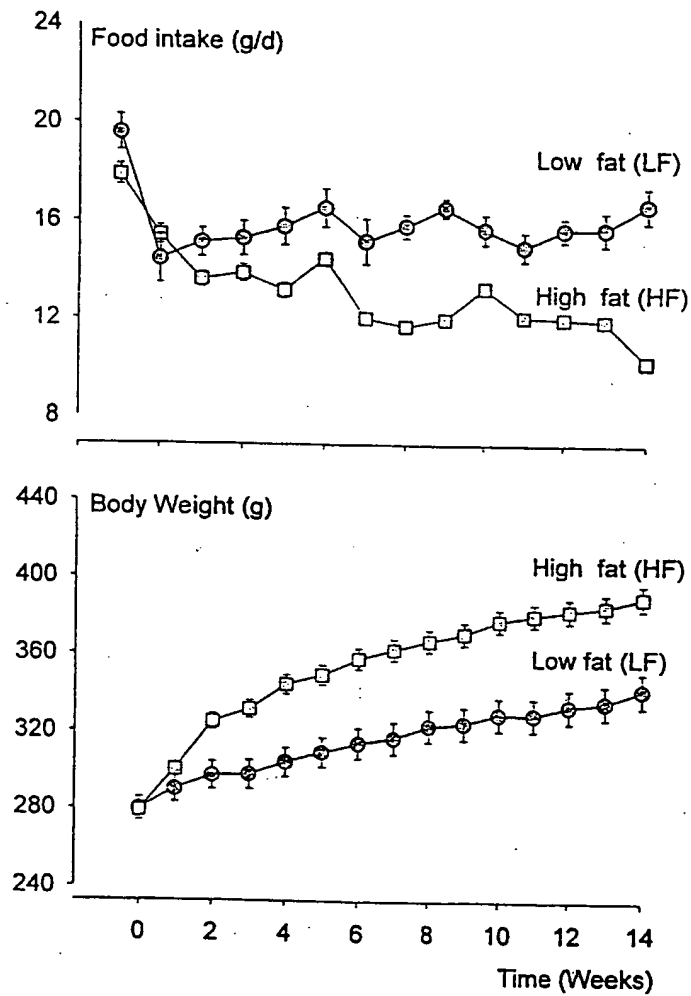 24
Food intake (g/d)
20
Low fat (LF)
16
High fat (HF)
12
8
440
Body Weight (g)
400
High fat (HF)
360
Low fat (LF)
320
280
240
0 2 4 6 8 10 12 14
Time (Weeks)